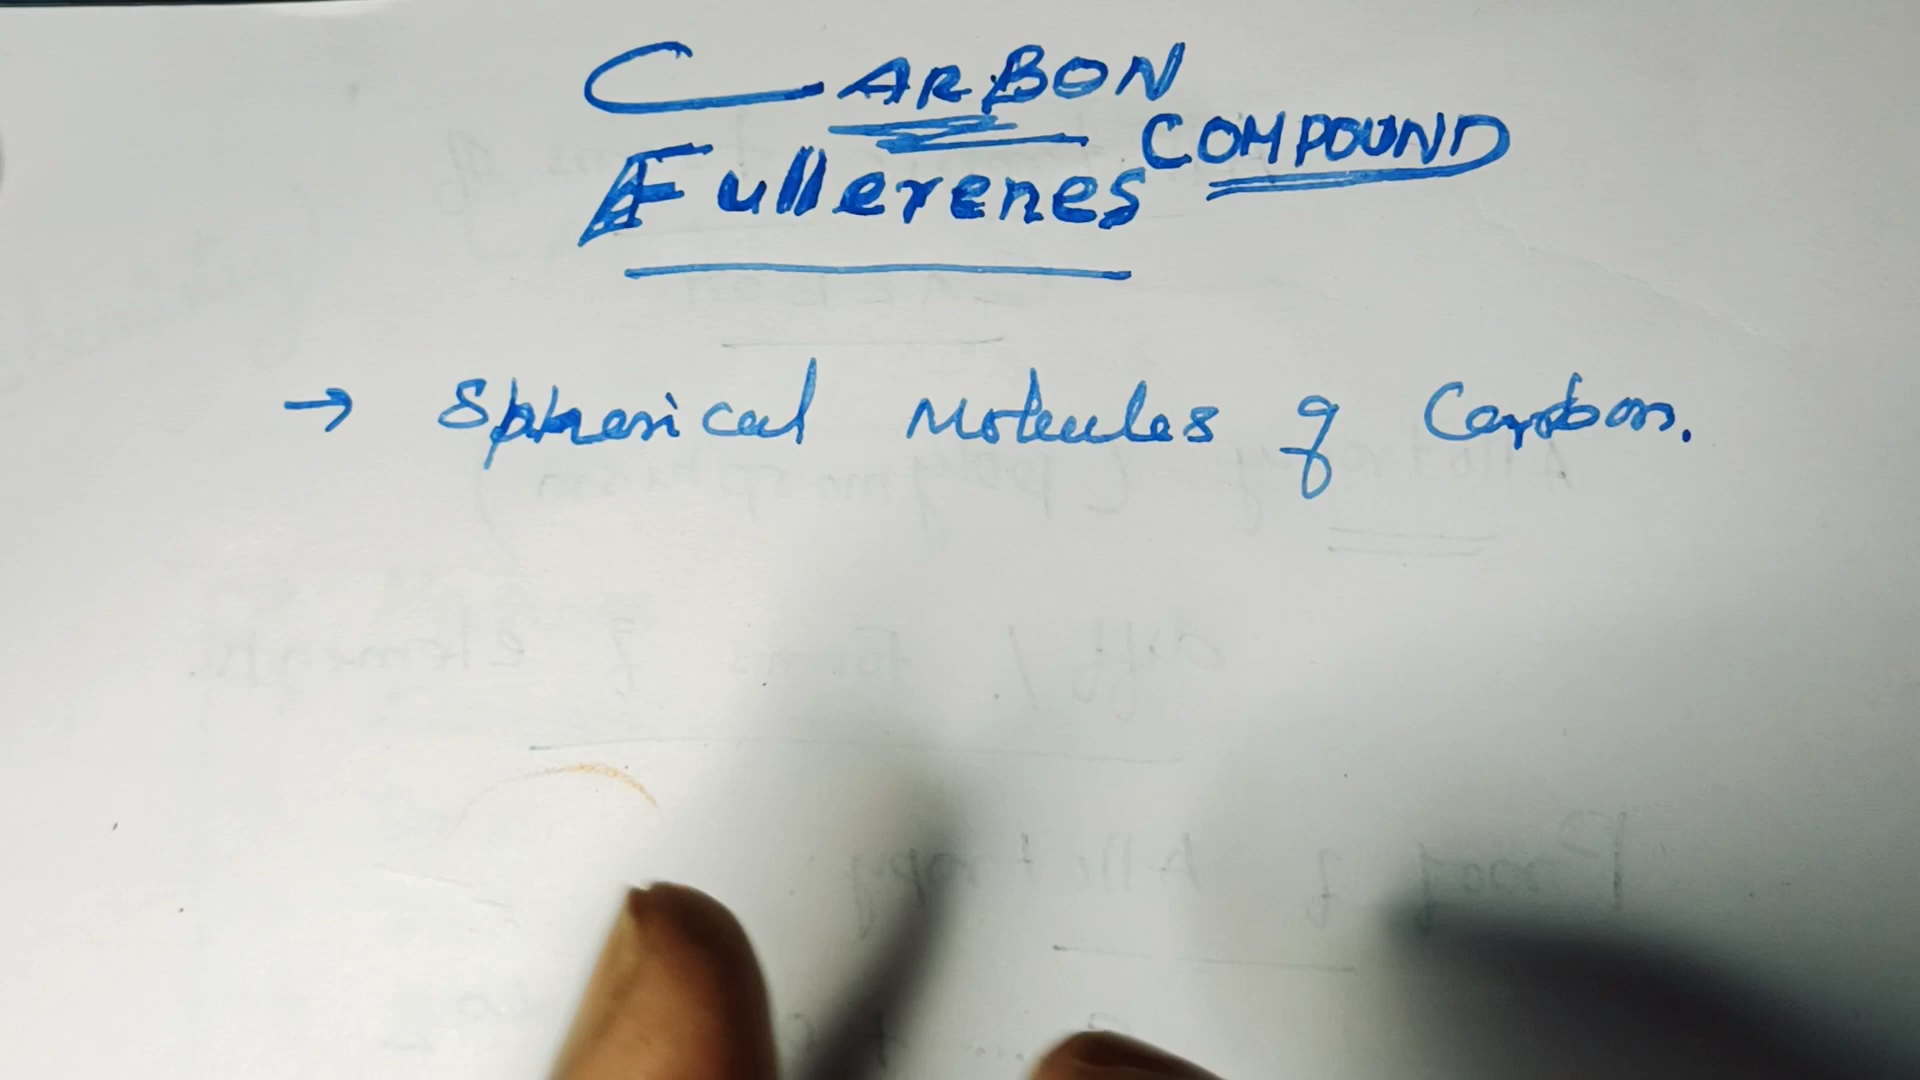 CARBON
COMPOUND
Fullerenes
→ Spherical Molecules of Carbon.